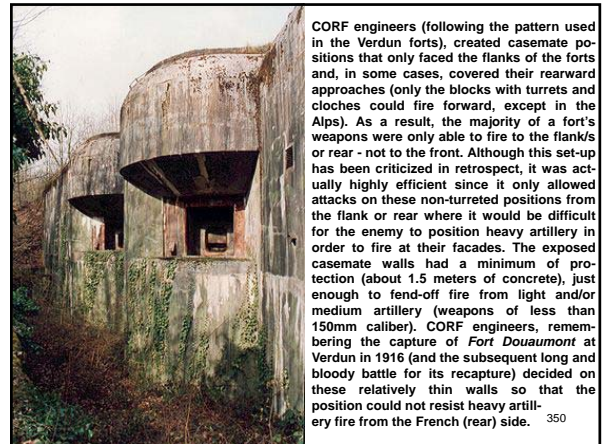 CORF engineers (following the pattern used
in the Verdun forts), created casemate po-
sitions that only faced the flanks of the forts
and, in some cases, covered their rearward
approaches (only the blocks with turrets and
cloches could fire forward, except in the
Alps). As a result, the majority of a fort's
weapons were only able to fire to the flank/s
or rear - not to the front. Although this set-up
has been criticized in retrospect, it was act-
ually highly efficient since it only allowed
attacks on these non-turreted positions from
the flank or rear where it would be difficult
for the enemy to position heavy artillery in
order to fire at their facades. The exposed
casemate walls had a minimum of pro-
tection (about 1.5 meters of concrete), just
enough to fend-off fire from light and/or
medium artillery (weapons of less than
150mm caliber). CORF engineers, remem-
bering the capture of Fort Douaumont at
Verdun in 1916 (and the subsequent long and
bloody battle for its recapture) decided on
these relatively thin walls so that the
position could not resist heavy artill-
ery fire from the French (rear) side.
350